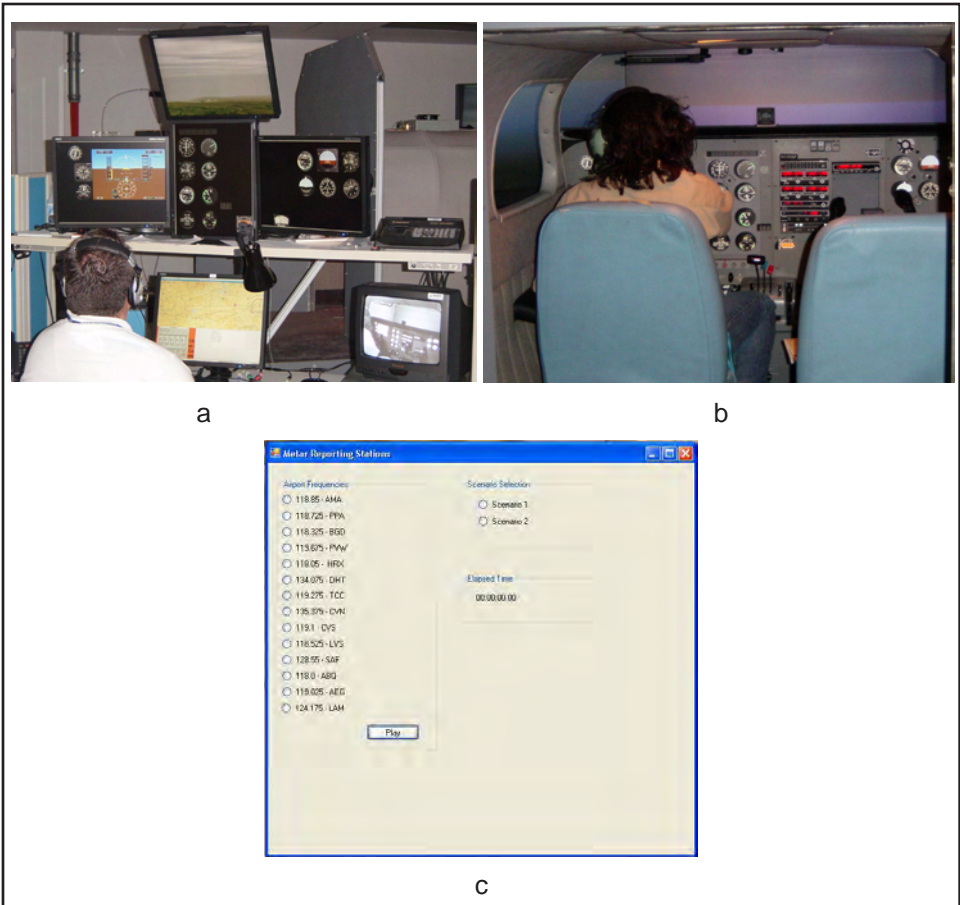 a
b
Metar Reporting Stations
Airport Frequencies
118.85 - AMA
118.725 - PPA
118.325 - BGD
119.675 - PVW
118.05 - HRX
134.075 - DHT
119.275 - TCC
135.375 - CVN
119.1 - CVS
118.525 - LVS
128.55 - SAF
118.0 - ABQ
119.025 - AEG
124.175 - LAM
Play
Scenario Selection
Scenario 1
Scenario 2
Elapsed Time
00:00:00:00
c